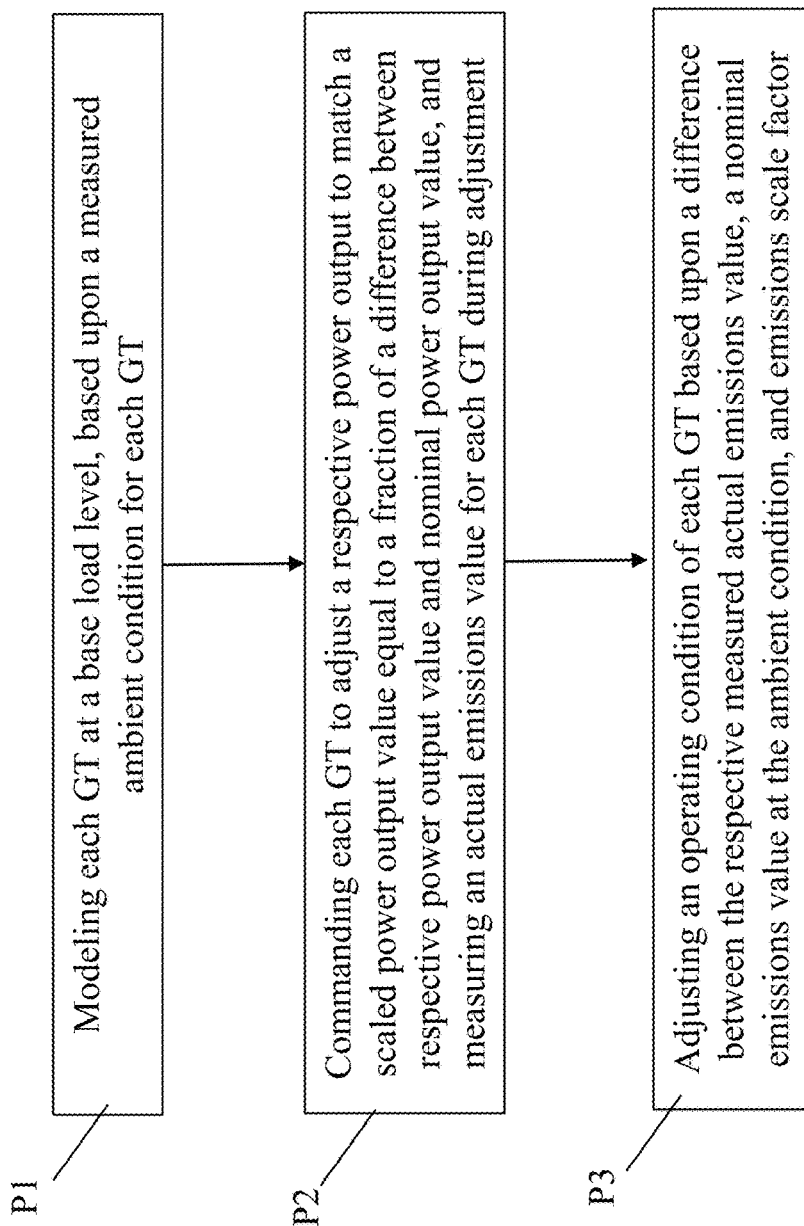 P1
Modeling each GT at a base load level, based upon a measured
ambient condition for each GT
P2
Commanding each GT to adjust a respective power output to match a
scaled power output value equal to a fraction of a difference between
respective power output value and nominal power output value, and
measuring an actual emissions value for each GT during adjustment
P3
Adjusting an operating condition of each GT based upon a difference
between the respective measured actual emissions value, a nominal
emissions value at the ambient condition, and emissions scale factor